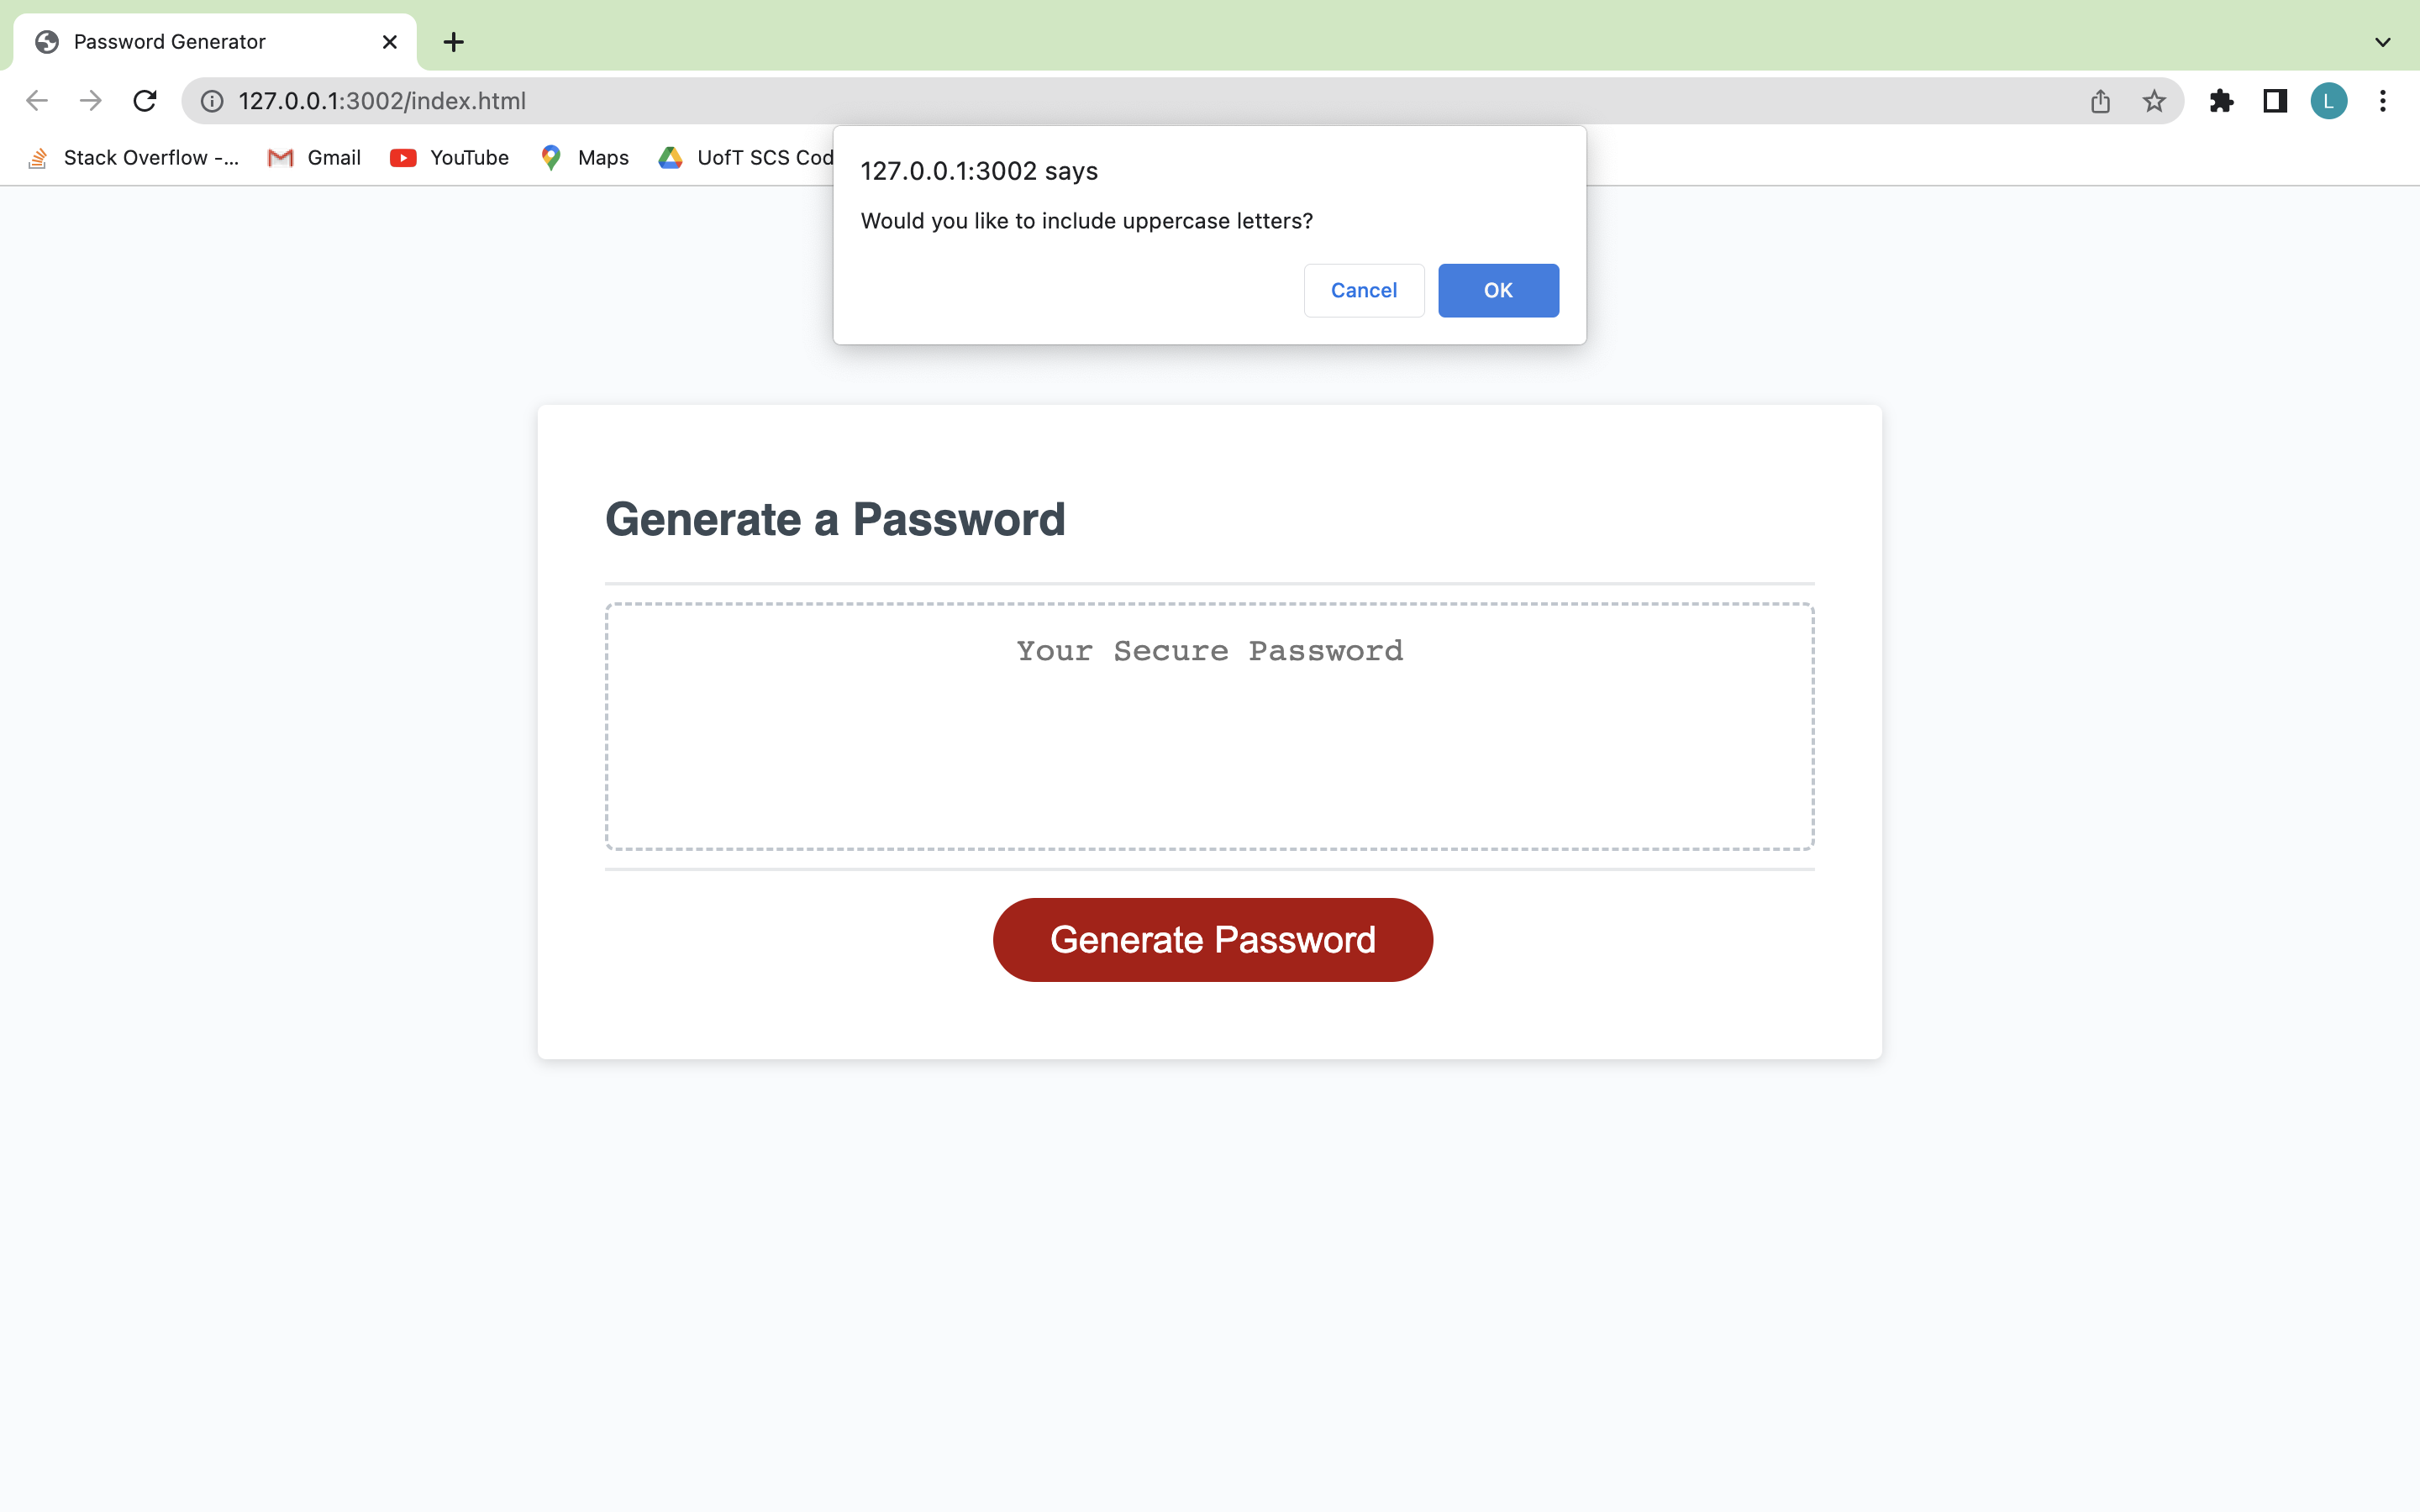 Password Generator
127.0.0.1:3002/index.html
L
Stack Overflow -...
Gmail
YouTube
Maps
UofT SCS Cod
127.0.0.1:3002 says
Would you like to include uppercase letters?
Cancel
OK
Generate a Password
Your Secure Password
Generate Password